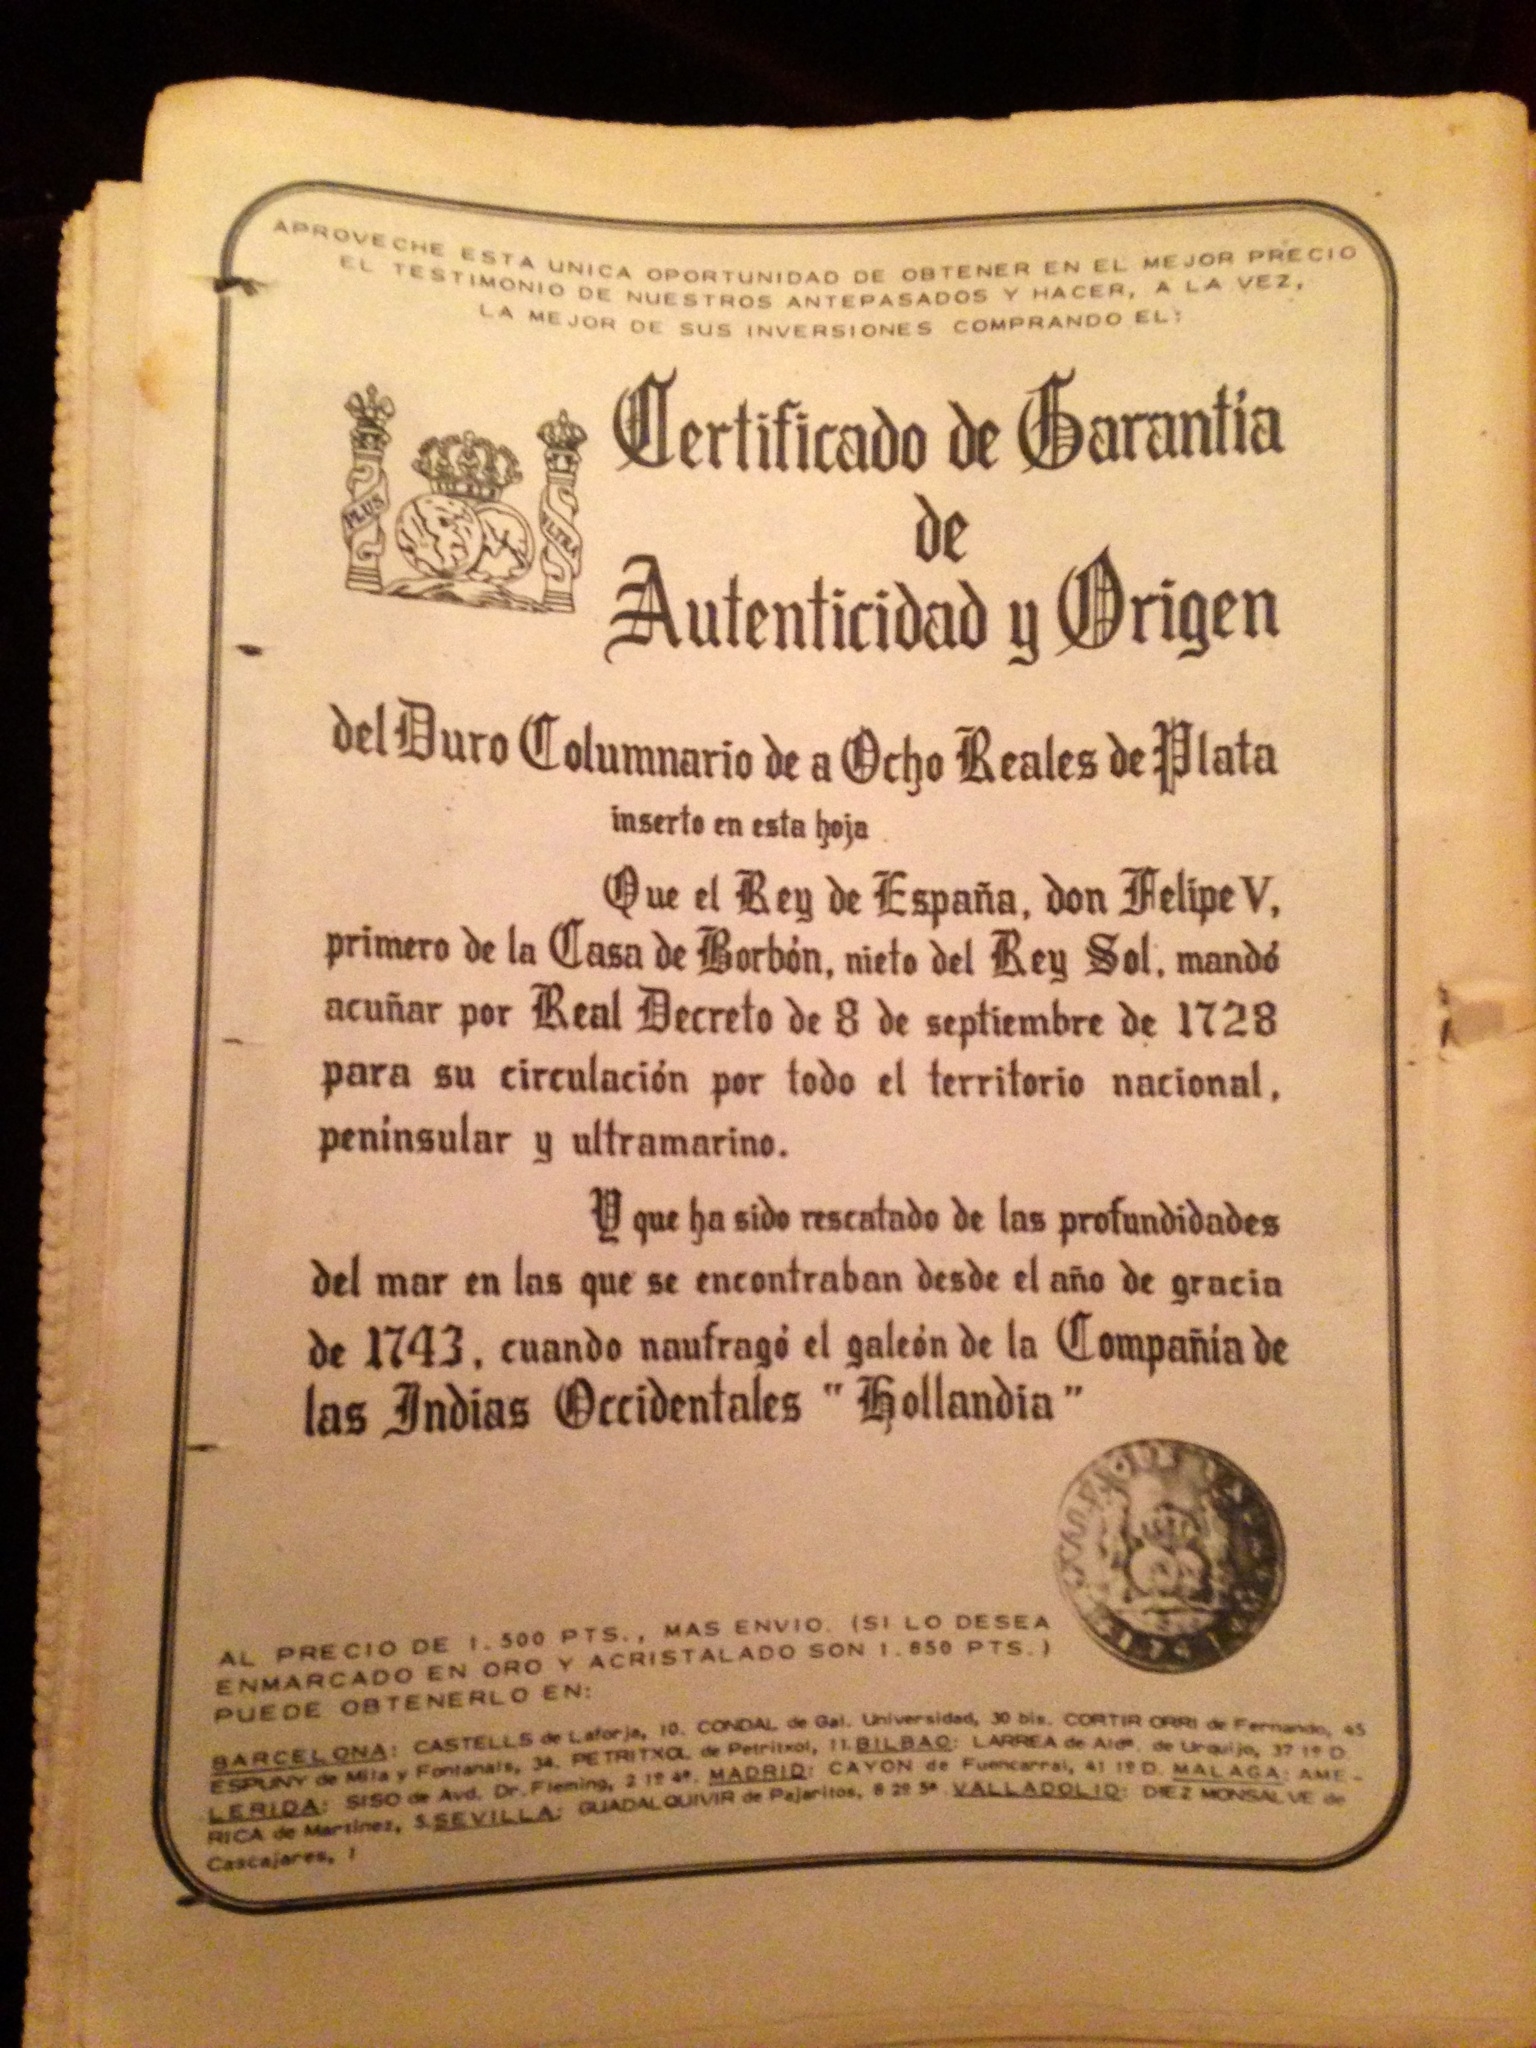 APROVECHE ESTA UNICA OPORTUNIDAD DE OBTENER EN EL MEJOR PRECIO
EL TESTIMONIO DE NUESTROS ANTEPASADOS Y HACER, A LA VEZ,
LA MEJOR DE SUS INVERSIONES COMPRANDO EL:
PLUS ULTRA
Certificado de Garantía
de
Autenticidad y Origen
del Duro Columnario de a Ocho Reales de Plata
inserto en esta hoja
Que el Rey de España, don Felipe V,
primero de la Casa de Borbón, nieto del Rey Sol, mandó
acuñar por Real Decreto de 8 de septiembre de 1728
para su circulación por todo el territorio nacional,
peninsular y ultramarino.
Y que ha sido rescatado de las profundidades
del mar en las que se encontraban desde el año de gracia
de 1743, cuando naufragó el galeón de la Compañía de
las Indias Occidentales "Hollandia"
AL PRECIO DE 1.500 PTS., MAS ENVIO. (SI LO DESEA
ENMARCADO EN ORO Y ACRISTALADO SON 1.850 PTS.)
PUEDE OBTENERLO EN:
BARCELONA: CASTELLS de Laforja, 10. CONDAL de Gal. Universidad, 30 bis. CORTIR ORRI de Fernando, 45
ESPUNY de Mila y Fontanals, 34. PETRITXOL de Petritxol, 11. BILBAO: LARREA de Alda. de Urquijo, 37 1º D.
LERIDA: SISO de Avd. Dr. Fleming, 2 1º 4ª. MADRID: CAYON de Fuencarral, 41 1º D. MALAGA: AME-
RICA de Martinez, 5. SEVILLA: GUADALQUIVIR de Pajaritos, 8 2º 5ª. VALLADOLID: DIEZ MONSALVE de
Cascajares, 1